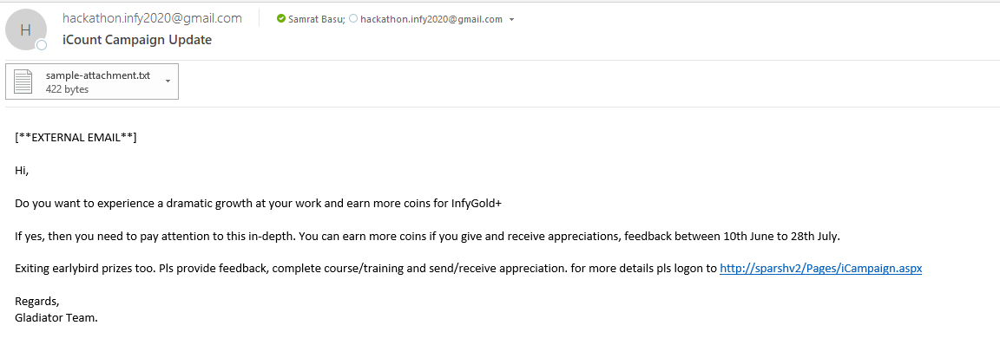 H
hackathon.infy2020@gmail.com
Samrat Basu; hackathon.infy2020@gmail.com
iCount Campaign Update
sample-attachment.txt
422 bytes
[**EXTERNAL EMAIL**]
Hi,
Do you want to experience a dramatic growth at your work and earn more coins for InfyGold+
If yes, then you need to pay attention to this in-depth. You can earn more coins if you give and receive appreciations, feedback between 10th June to 28th July.
Exiting earlybird prizes too. Pls provide feedback, complete course/training and send/receive appreciation. for more details pls logon to http://sparshv2/Pages/iCampaign.aspx
Regards,
Gladiator Team.